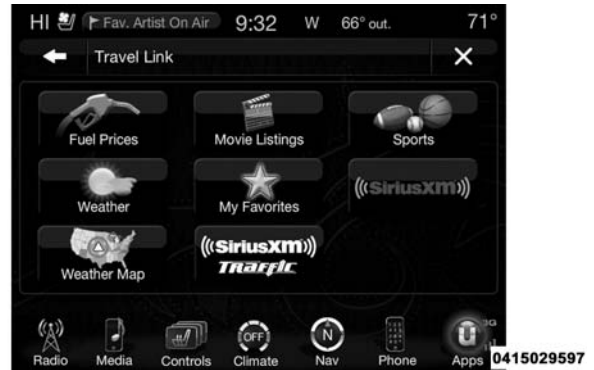 HI Fav. Artist On Air 9:32 W 66° out. 71°
Travel Link
Fuel Prices Movie Listings Sports
Weather My Favorites ((SiriusXM))
Weather Map ((SiriusXM)) Traffic
OFF N U 3G
Radio Media Controls Climate Nav Phone Apps
0415029597